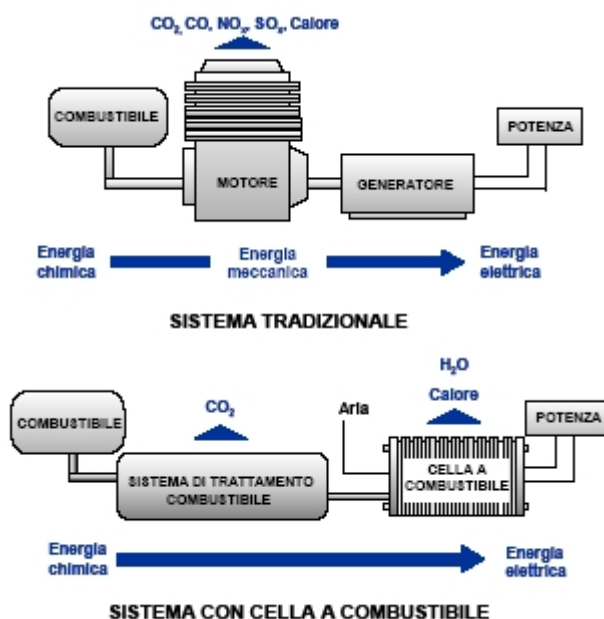 CO₂, CO, NOₓ, SOₓ, Calore
COMBUSTIBILE
POTENZA
MOTORE
GENERATORE
Energia
chimica
Energia
meccanica
Energia
elettrica
SISTEMA TRADIZIONALE
H₂O
Calore
CO₂
Aria
COMBUSTIBILE
POTENZA
SISTEMA DI TRATTAMENTO
COMBUSTIBILE
CELLA A
COMBUSTIBILE
Energia
chimica
Energia
elettrica
SISTEMA CON CELLA A COMBUSTIBILE